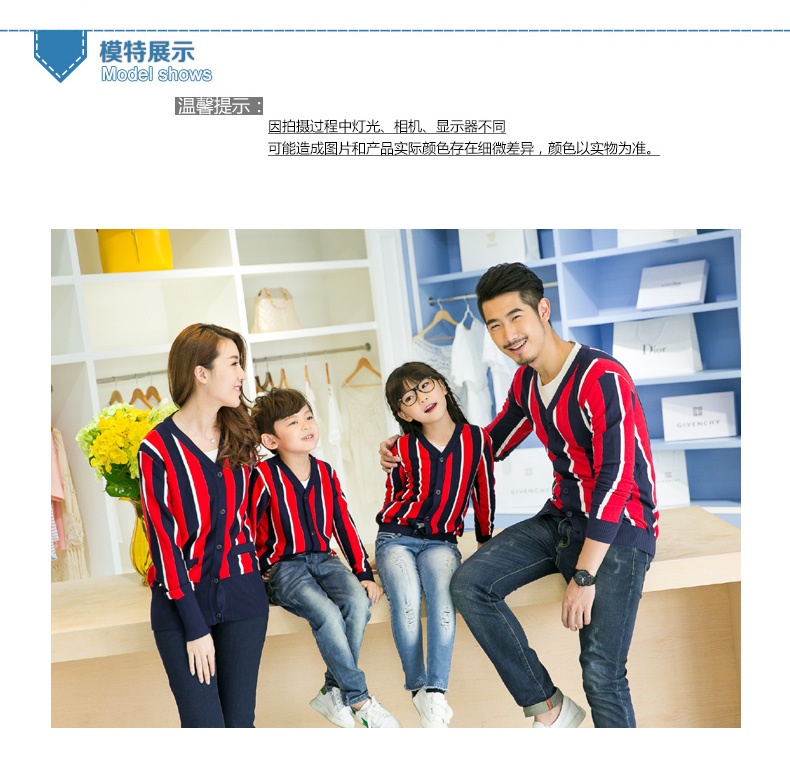 模特展示
Model shows
温馨提示：
因拍摄过程中灯光、相机、显示器不同
可能造成图片和产品实际颜色存在细微差异，颜色以实物为准。
Dior
GIVENCHY
GIVENCHY